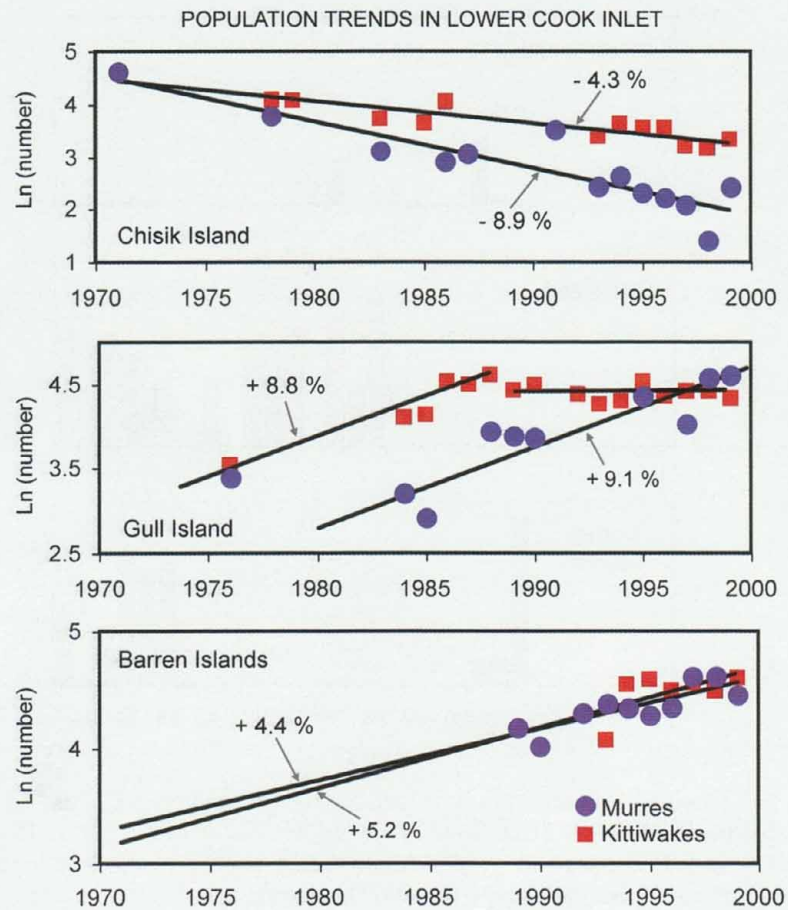 POPULATION TRENDS IN LOWER COOK INLET
5
4
3
2
1
Ln (number)
- 4.3 %
- 8.9 %
Chisik Island
1970 1975 1980 1985 1990 1995 2000
4.5
3.5
2.5
Ln (number)
+ 8.8 %
+ 9.1 %
Gull Island
1970 1975 1980 1985 1990 1995 2000
5
4
3
Ln (number)
Barren Islands
+ 4.4 %
+ 5.2 %
Murres
Kittiwakes
1970 1975 1980 1985 1990 1995 2000